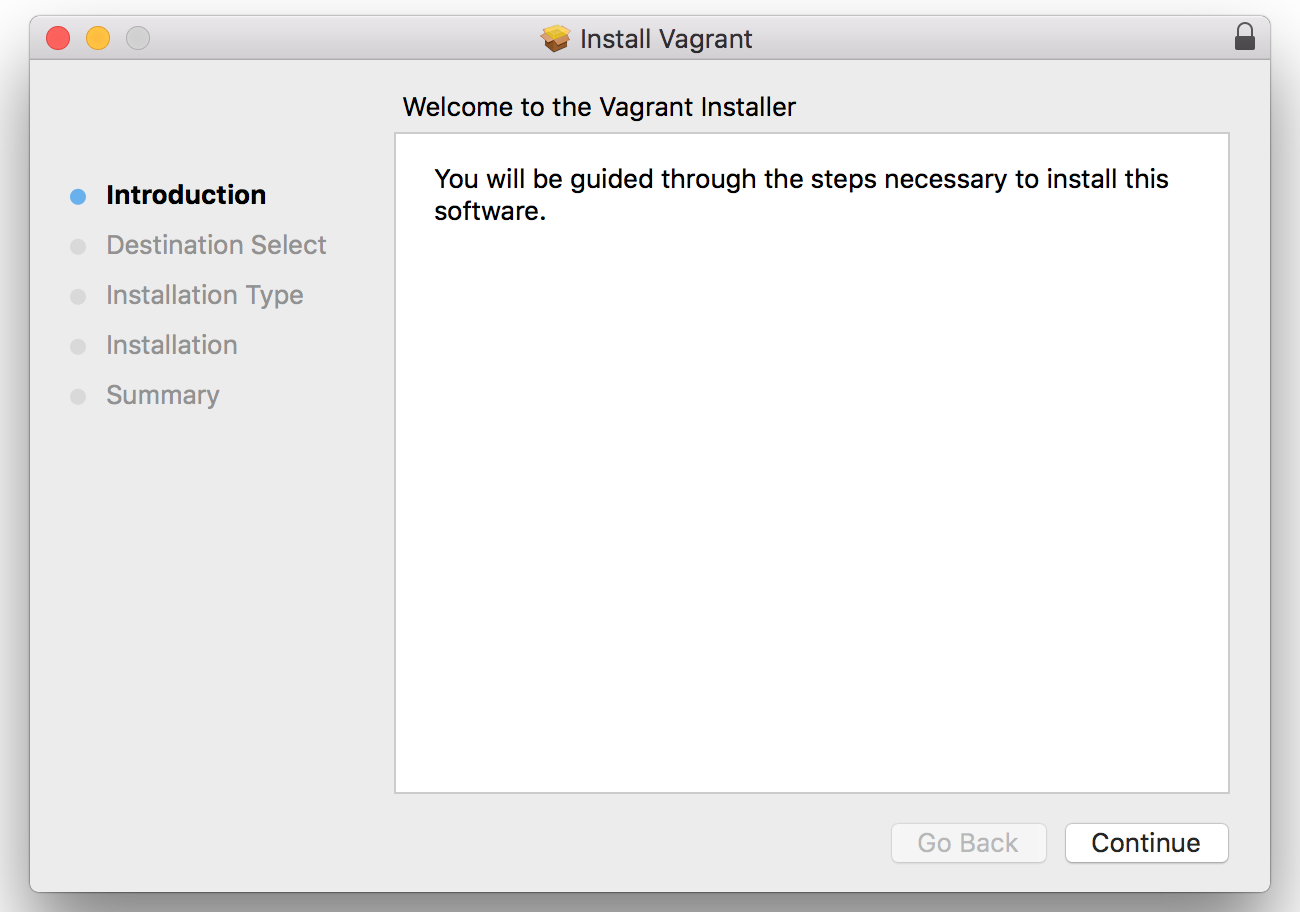 Install Vagrant
Welcome to the Vagrant Installer
Introduction
Destination Select
Installation Type
Installation
Summary
You will be guided through the steps necessary to install this
software.
Go Back
Continue